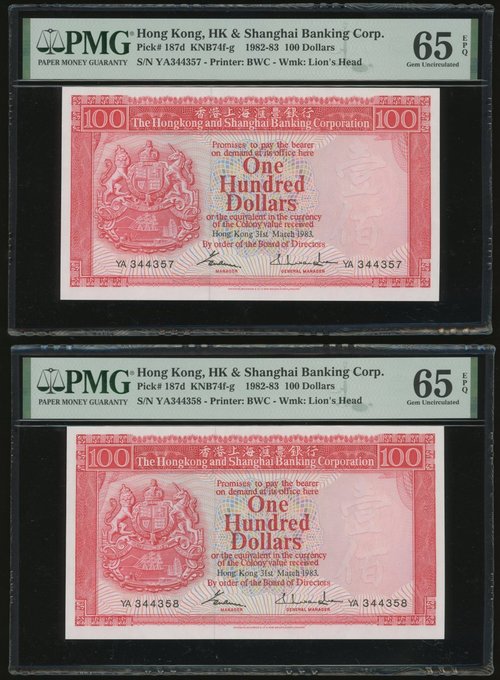 PMG
PAPER MONEY GUARANTY
Hong Kong, HK & Shanghai Banking Corp.
Pick# 187d KNB74f-g 1982-83 100 Dollars
S/N YA344357 - Printer: BWC - Wmk: Lion's Head
65 EPQ
Gem Uncirculated
100 香港上海滙豐銀行 100
The Hongkong and Shanghai Banking Corporation
Promises to pay the bearer
on demand at its office here
One
Hundred
Dollars
or the equivalent in the currency
of the Colony value received
Hong Kong 31st March 1983.
By order of the Board of Directors
壹百
YA 344357
MANAGER
GENERAL MANAGER
YA 344357
PMG
PAPER MONEY GUARANTY
Hong Kong, HK & Shanghai Banking Corp.
Pick# 187d KNB74f-g 1982-83 100 Dollars
S/N YA344358 - Printer: BWC - Wmk: Lion's Head
65 EPQ
Gem Uncirculated
100 香港上海滙豐銀行 100
The Hongkong and Shanghai Banking Corporation
Promises to pay the bearer
on demand at its office here
One
Hundred
Dollars
or the equivalent in the currency
of the Colony value received
Hong Kong 31st March 1983.
By order of the Board of Directors
壹百
YA 344358
MANAGER
GENERAL MANAGER
YA 344358